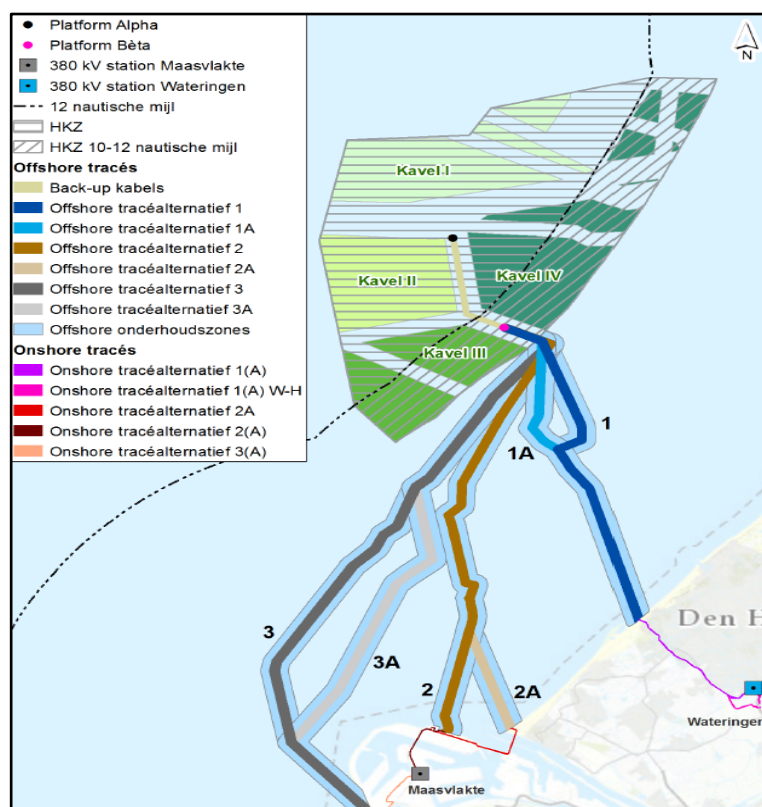 Platform Alpha
Platform Bèta
380 kV station Maasvlakte
380 kV station Wateringen
12 nautische mijl
HKZ
HKZ 10-12 nautische mijl
Offshore tracés
Back-up kabels
Offshore tracéalternatief 1
Offshore tracéalternatief 1A
Offshore tracéalternatief 2
Offshore tracéalternatief 2A
Offshore tracéalternatief 3
Offshore tracéalternatief 3A
Offshore onderhoudszones
Onshore tracés
Onshore tracéalternatief 1(A)
Onshore tracéalternatief 1(A) W-H
Onshore tracéalternatief 2A
Onshore tracéalternatief 2(A)
Onshore tracéalternatief 3(A)
N
Kavel I
Kavel II
Kavel IV
Kavel III
1
1A
3
3A
2
2A
Den H
Wateringen
Maasvlakte